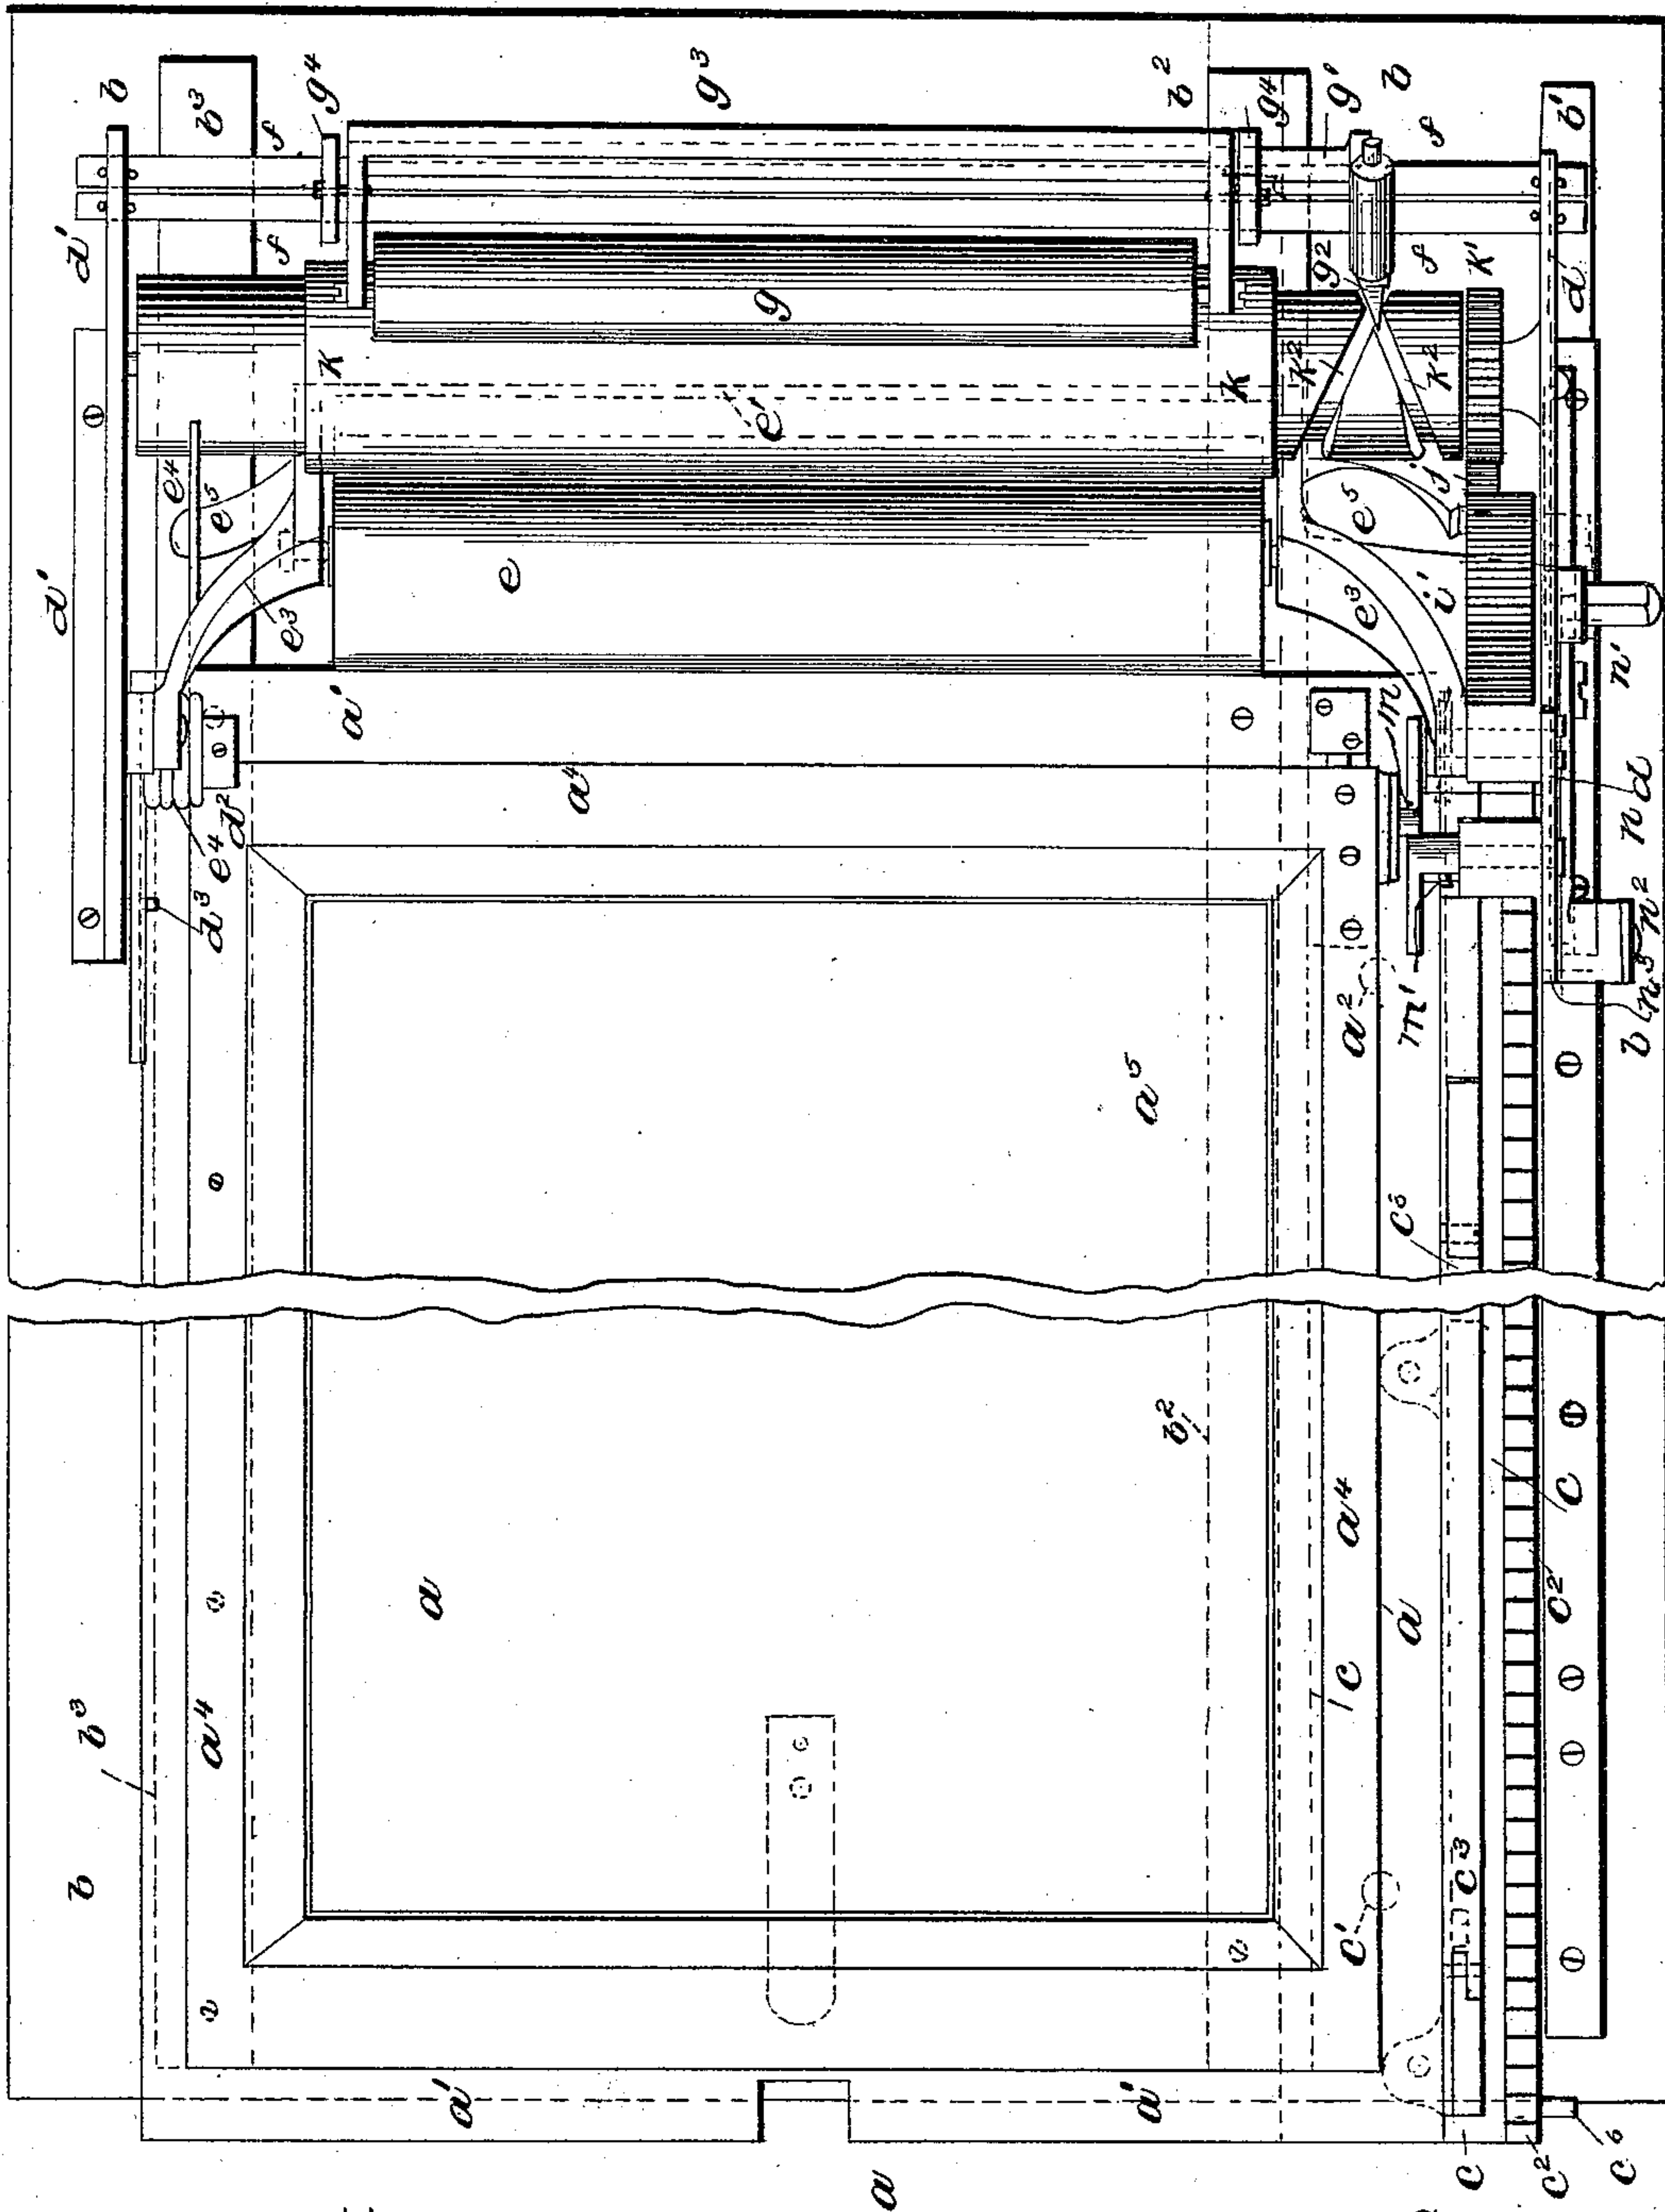 b
b³
g⁴
g³
b²
g⁴
g'
b
b'
f
f
f
f
d'
d'
g
g²
K'
d
K
K
K²
K²
e'
e⁴
e⁵
e⁵
j
e
e³
e³
i'
n'
a'
m
a⁴
d²
e⁴
d³
n
d
n²
n³
b
a²
m'
a⁵
c⁵
b²
a
a⁴
c
a'
c
c²
b³
b
a⁴
c'
c³
a'
a'
a
c
c²
c⁶